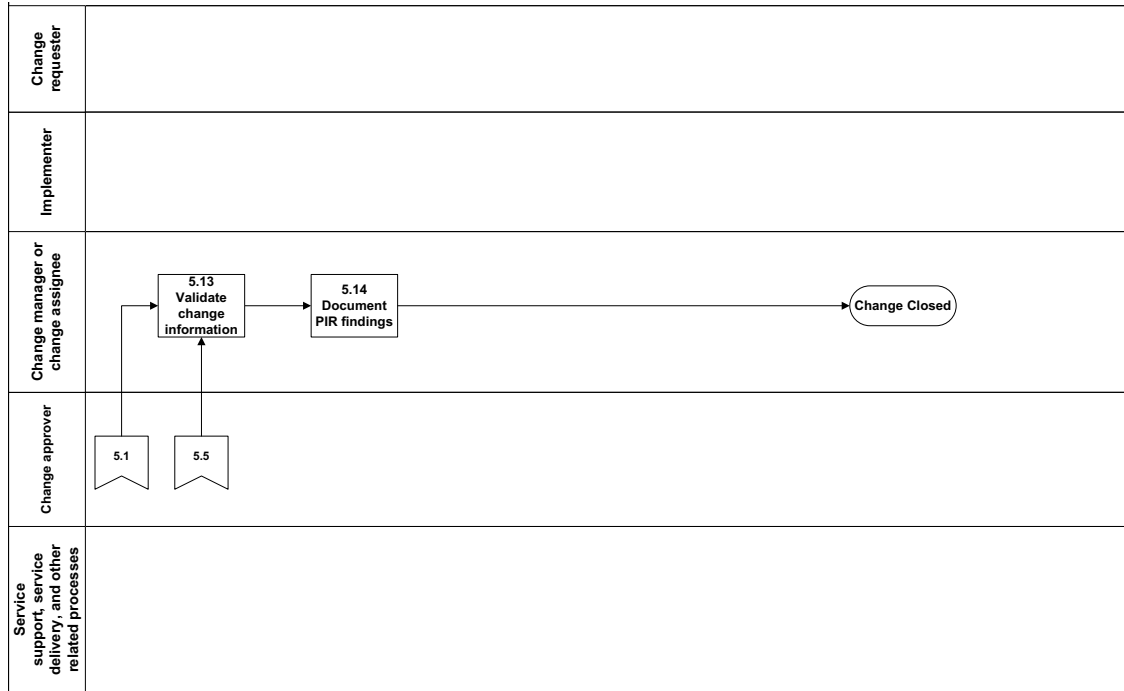 Change
requester
Implementer
Change manager or
change assignee
5.13
Validate
change
information
5.14
Document
PIR findings
Change Closed
Change approver
5.1
5.5
Service
support, service
delivery, and other
related processes